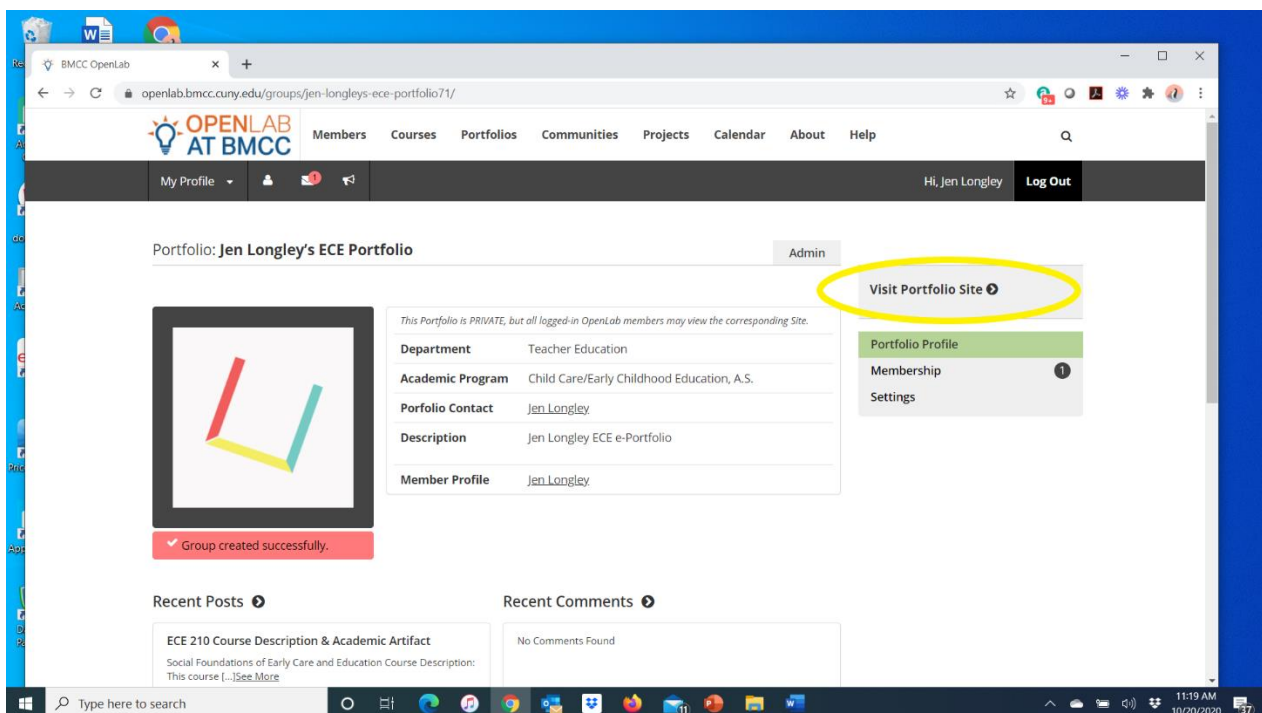 BMCC OpenLab
openlab.bmcc.cuny.edu/groups/jen-longleys-ece-portfolio71/
9+
OPENLAB
AT BMCC
Members Courses Portfolios Communities Projects Calendar About Help
My Profile 1 Hi, Jen Longley Log Out
Portfolio: Jen Longley's ECE Portfolio
Admin
Visit Portfolio Site
This Portfolio is PRIVATE, but all logged-in OpenLab members may view the corresponding Site.
Department Teacher Education
Academic Program Child Care/Early Childhood Education, A.S.
Porfolio Contact Jen Longley
Description Jen Longley ECE e-Portfolio
Member Profile Jen Longley
Portfolio Profile
Membership 1
Settings
Group created successfully.
Recent Posts
ECE 210 Course Description & Academic Artifact
Social Foundations of Early Care and Education Course Description:
This course [...]See More
Recent Comments
No Comments Found
Type here to search
11
11:19 AM
10/20/2020
37